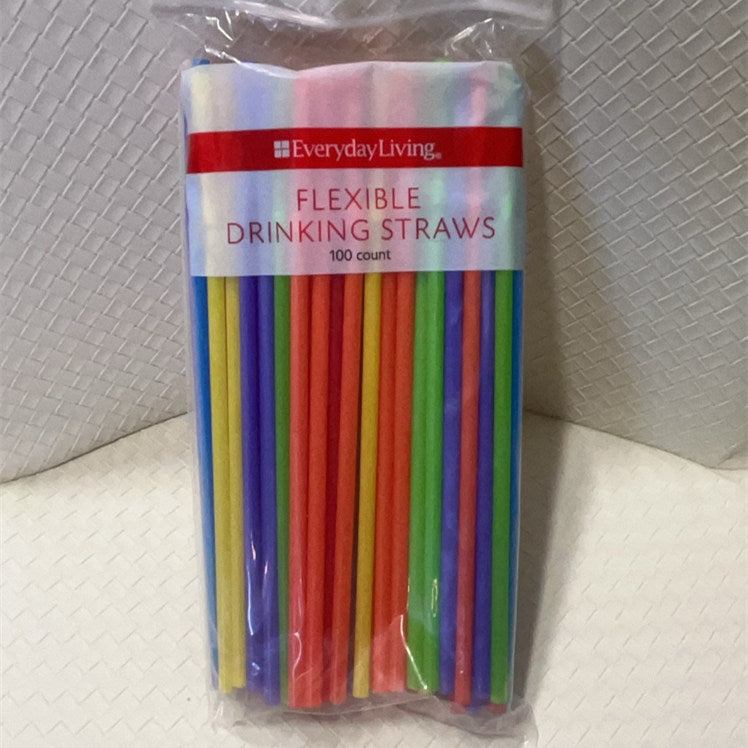 EverydayLiving®
FLEXIBLE
DRINKING STRAWS
100 count